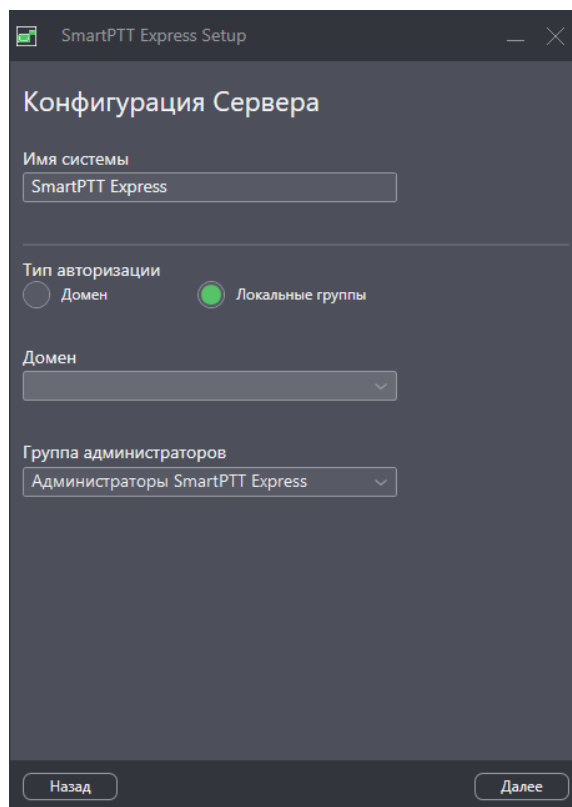 SmartPTT Express Setup
Конфигурация Сервера
Имя системы
SmartPTT Express
Тип авторизации
Домен Локальные группы
Домен
Группа администраторов
Администраторы SmartPTT Express
Назад Далее